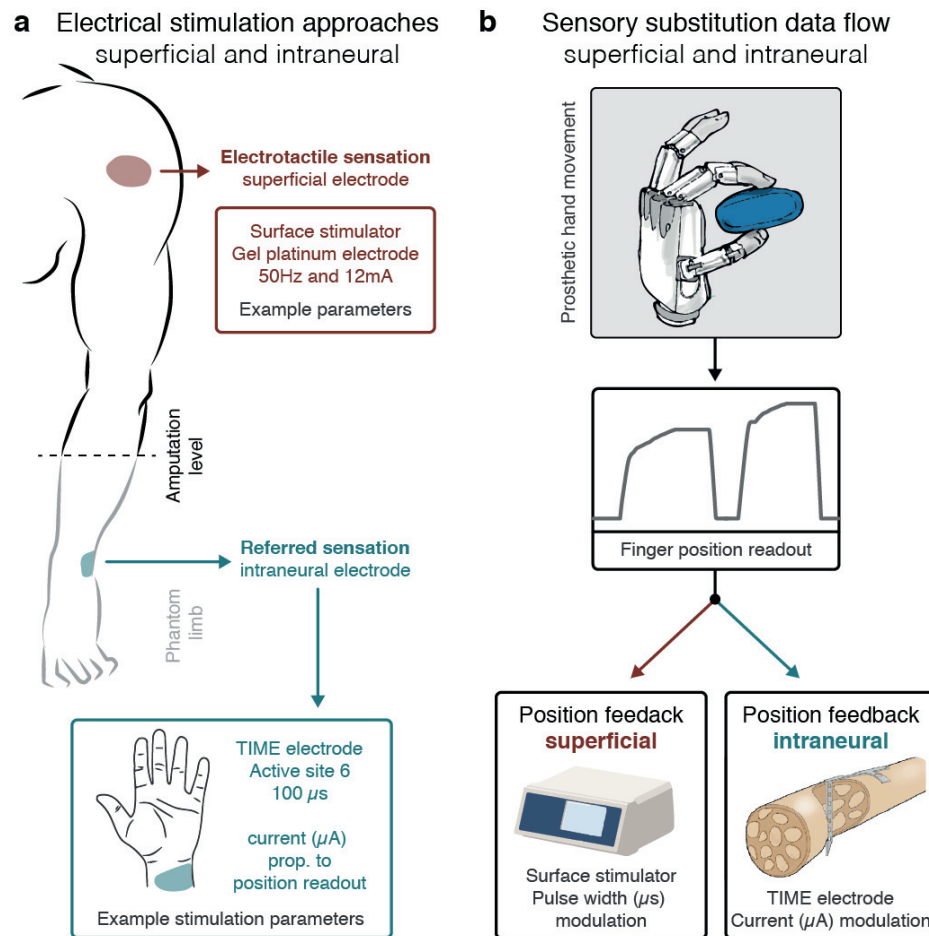 a Electrical stimulation approaches
superficial and intraneural
Electrotactile sensation
superficial electrode
Surface stimulator
Gel platinum electrode
50Hz and 12mA
Example parameters
Amputation
level
Referred sensation
intraneural electrode
Phantom
limb
TIME electrode
Active site 6
100 µs
current (µA)
prop. to
position readout
Example stimulation parameters
b Sensory substitution data flow
superficial and intraneural
Prosthetic hand movement
Finger position readout
Position feedack
superficial
Surface stimulator
Pulse width (µs)
modulation
Position feedback
intraneural
TIME electrode
Current (µA) modulation